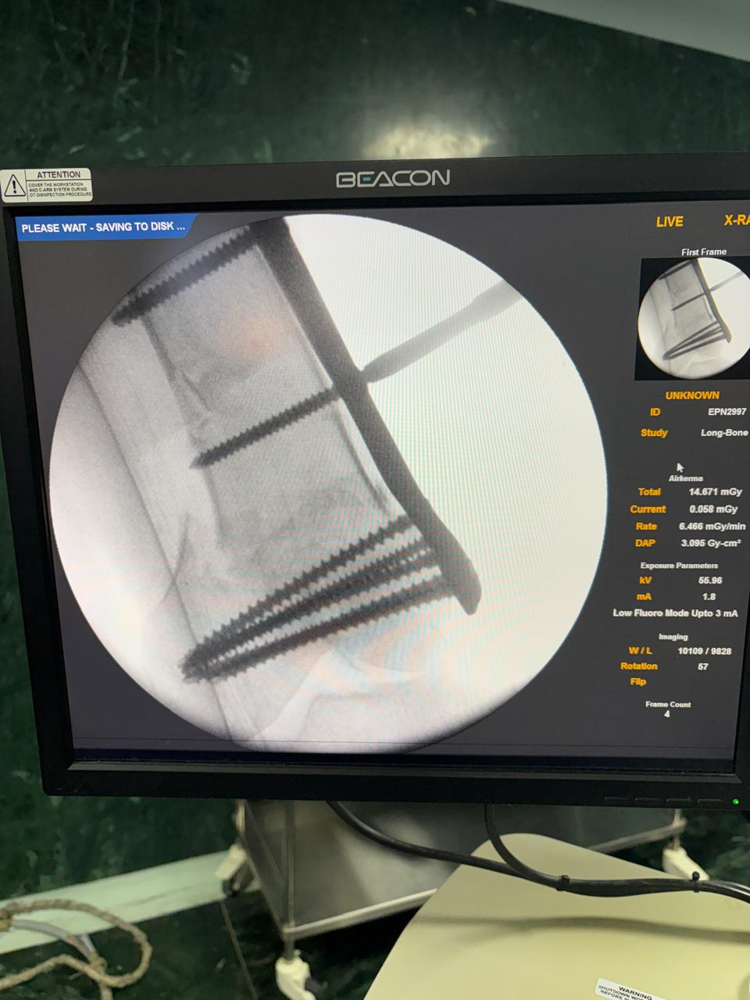 ATTENTION
COVER THE WORKSTATION
AND C-ARM SYSTEM DURING
OT DISINFECTION PROCEDURE
BEACON
PLEASE WAIT - SAVING TO DISK ...
LIVE X-RA
First Frame
UNKNOWN
ID EPN2997
Study Long-Bone
Airkerma
Total 14.671 mGy
Current 0.058 mGy
Rate 6.466 mGy/min
DAP 3.095 Gy-cm²
Exposure Parameters
kV 55.96
mA 1.8
Low Fluoro Mode Upto 3 mA
Imaging
W / L 10109 / 9828
Rotation 57
Flip
Frame Count
4
WARNING
SHUTDOWN
BEFORE